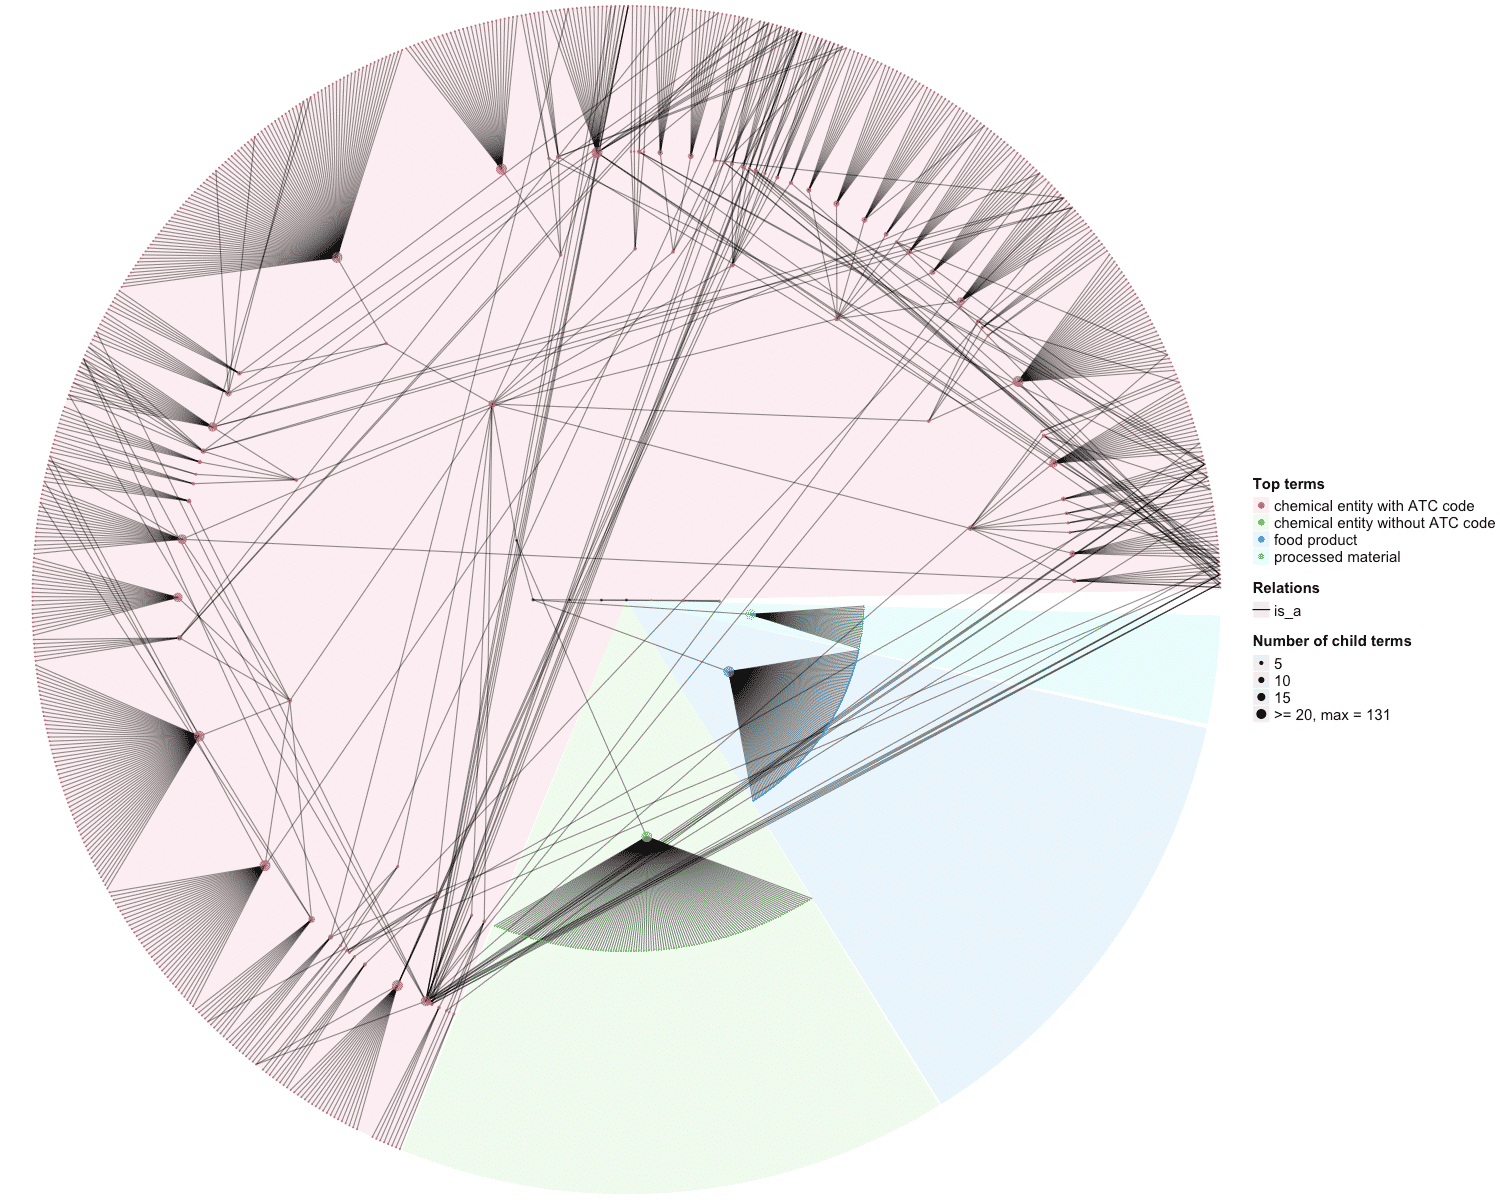 Top terms
chemical entity with ATC code
chemical entity without ATC code
food product
processed material
Relations
is_a
Number of child terms
5
10
15
>= 20, max = 131